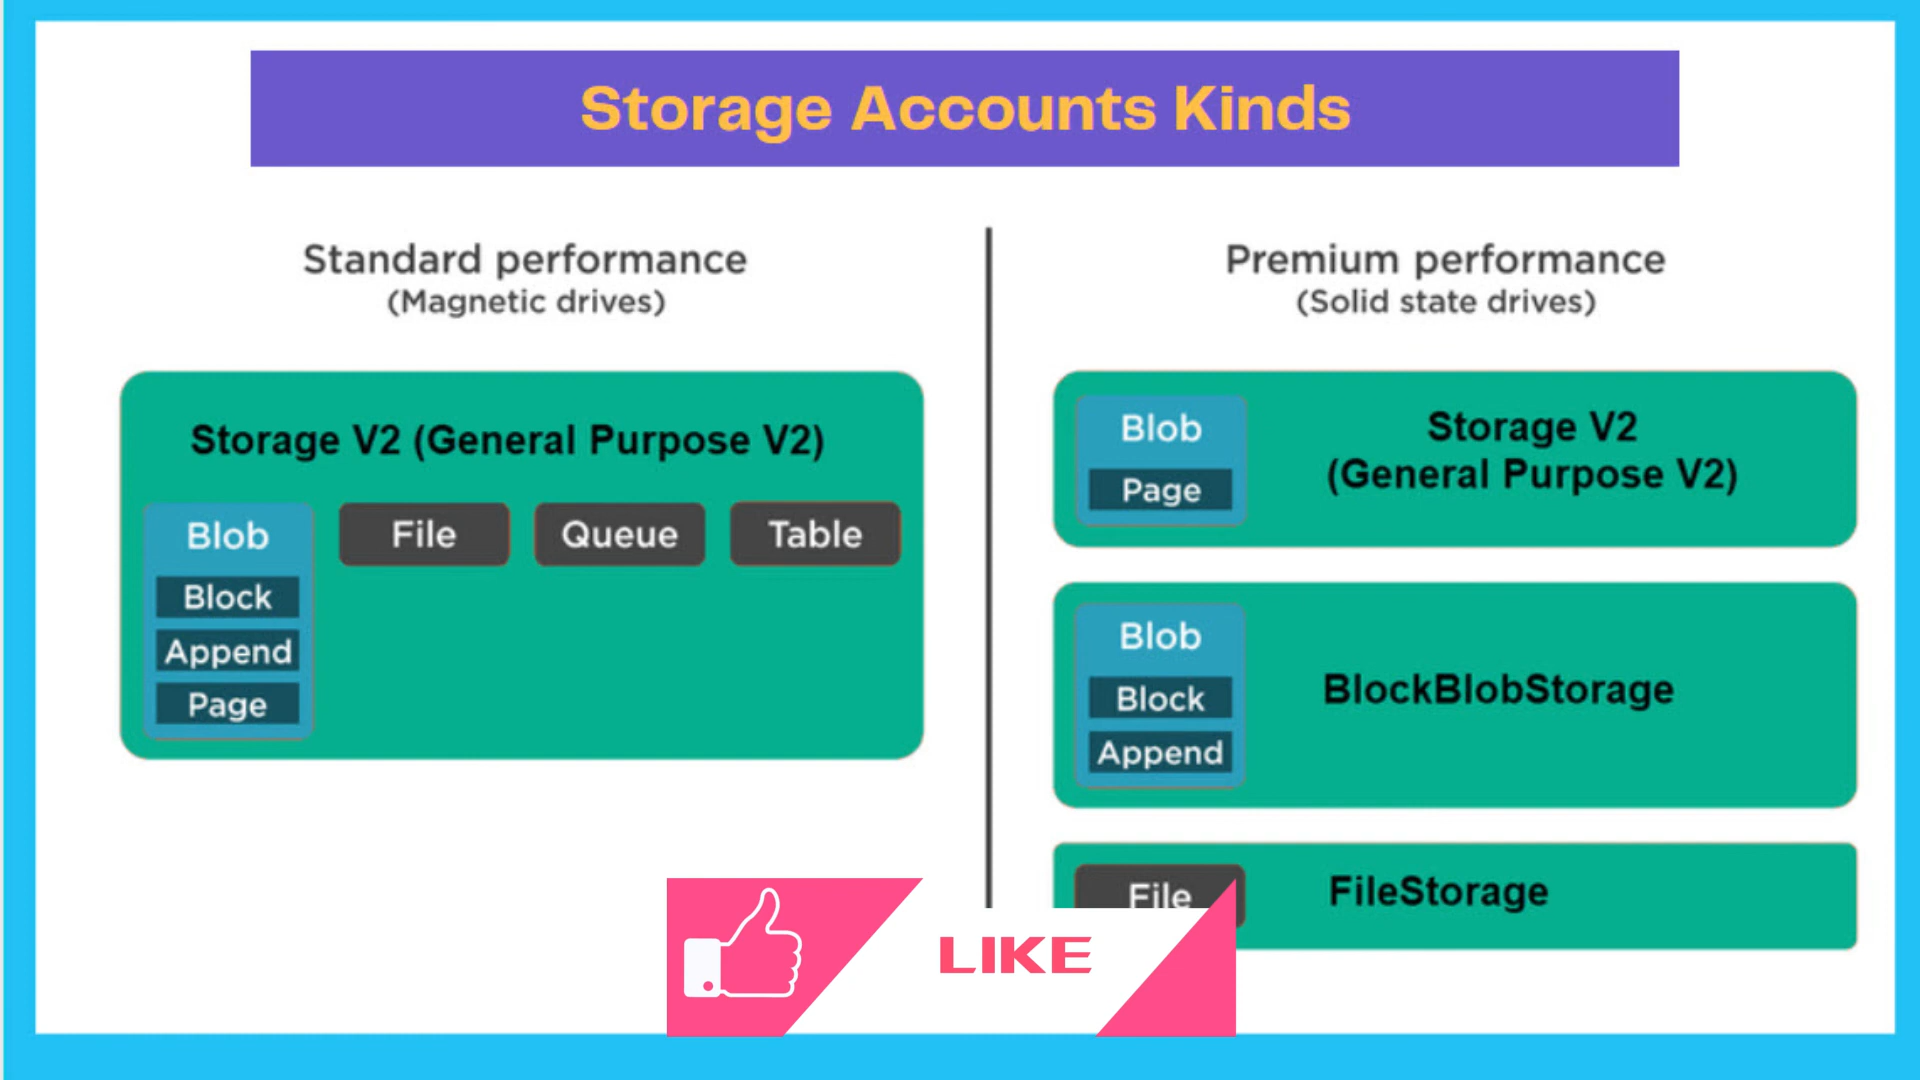 Storage Accounts Kinds
Standard performance
(Magnetic drives)
Storage V2 (General Purpose V2)
Blob
Block
Append
Page
File
Queue
Table
Premium performance
(Solid state drives)
Blob
Page
Storage V2
(General Purpose V2)
Blob
Block
Append
BlockBlobStorage
File
FileStorage
LIKE